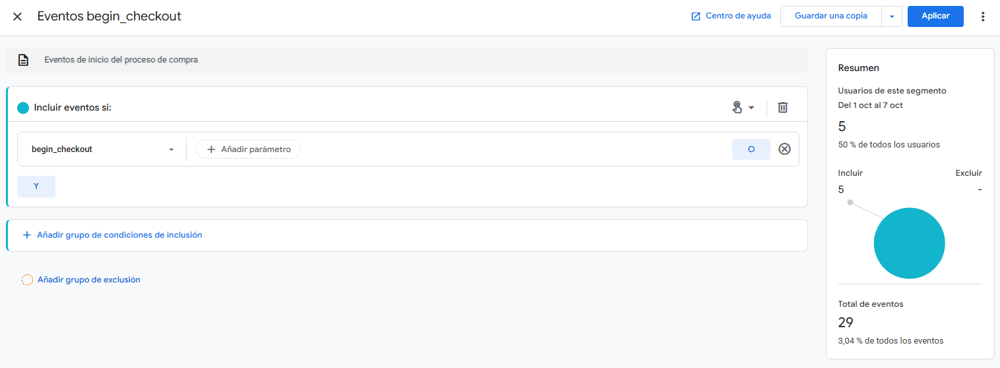 Eventos begin_checkout
Centro de ayuda
Guardar una copia
Aplicar
Eventos de inicio del proceso de compra
Incluir eventos si:
begin_checkout
Añadir parámetro
O
Y
Añadir grupo de condiciones de inclusión
Añadir grupo de exclusión
Resumen
Usuarios de este segmento
Del 1 oct al 7 oct
5
50 % de todos los usuarios
Incluir Excluir
5 -
Total de eventos
29
3,04 % de todos los eventos